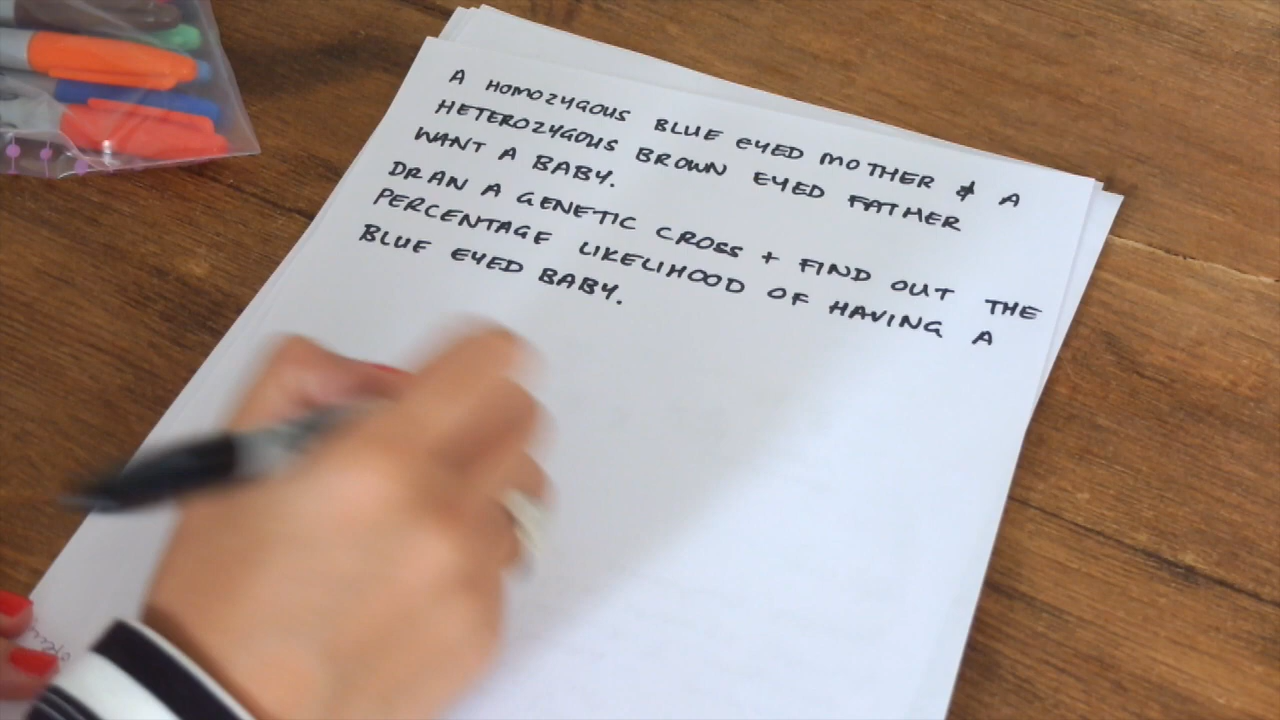 A HOMOZYGOUS BLUE EYED MOTHER & A
HETEROZYGOUS BROWN EYED FATHER
WANT A BABY.
DRAN A GENETIC CROSS + FIND OUT THE
PERCENTAGE LIKELIHOOD OF HAVING A
BLUE EYED BABY.